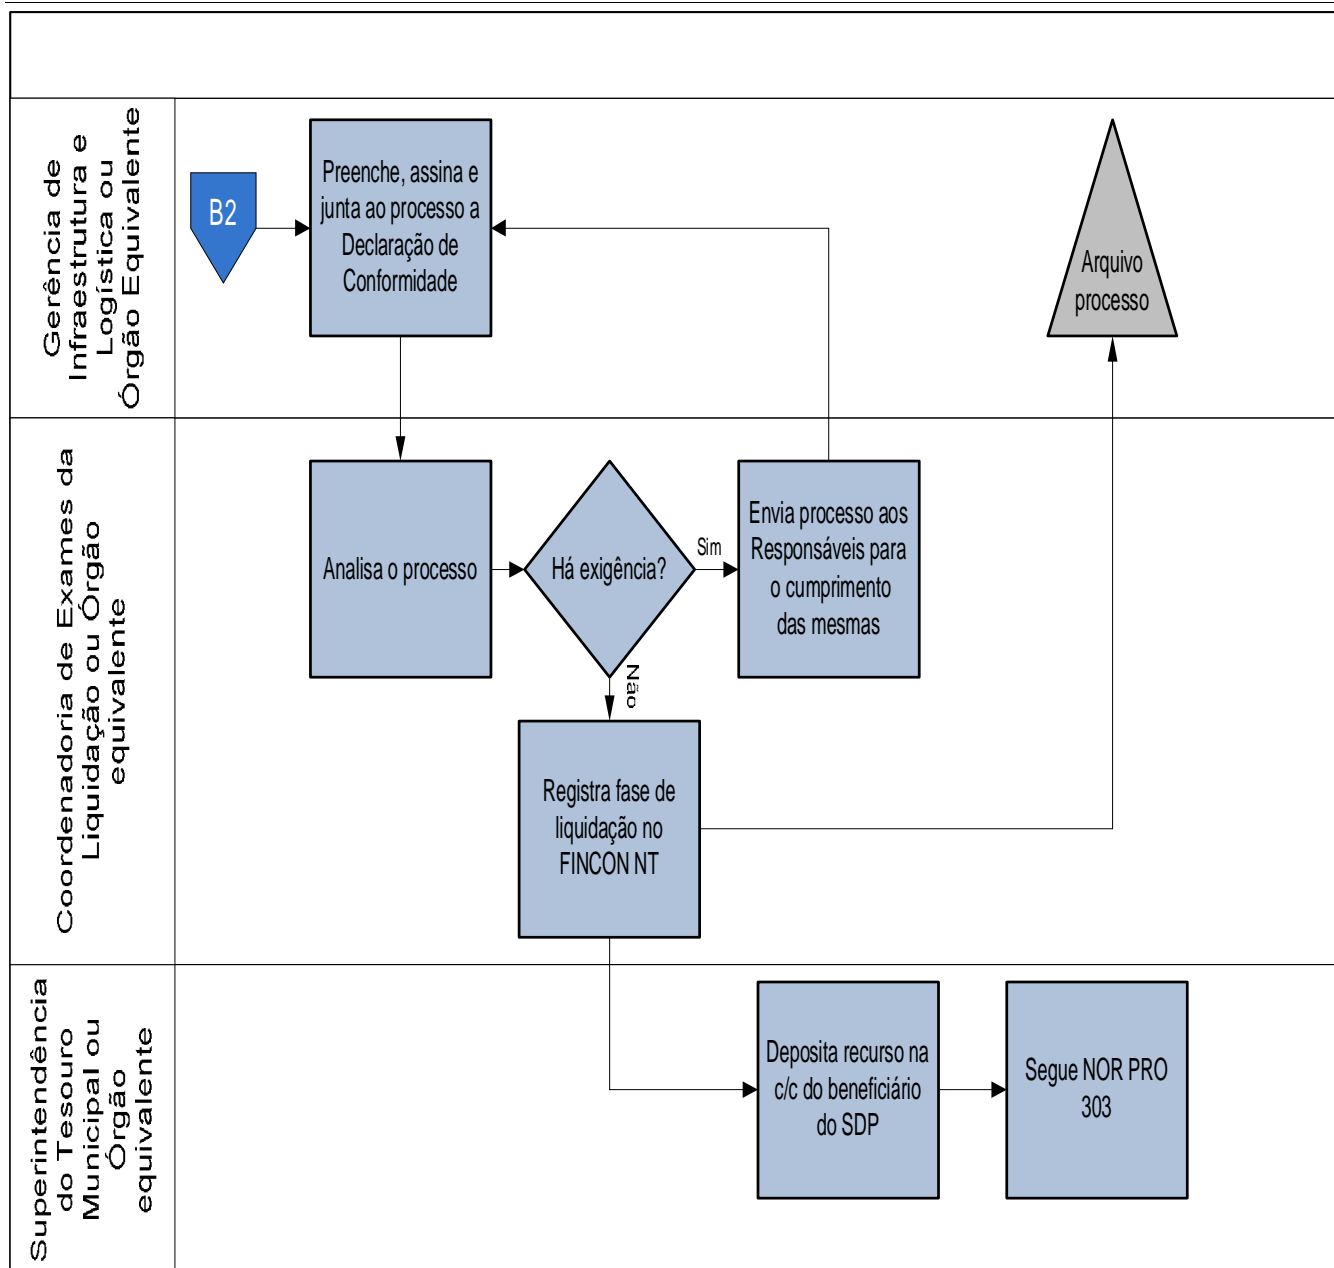 Gerência de
Infraestrutura e
Logística ou
Órgão Equivalente
B2
Preenche, assina e
junta ao processo a
Declaração de
Conformidade
Arquivo
processo
Coordenadoria de Exames da
Liquidação ou Órgão
equivalente
Analisa o processo
Há exigência?
Sim
Envia processo aos
Responsáveis para
o cumprimento
das mesmas
Não
Registra fase de
liquidação no
FINCON NT
Superintendência
do Tesouro
Municipal ou
Órgão
equivalente
Deposita recurso na
c/c do beneficiário
do SDP
Segue NOR PRO
303